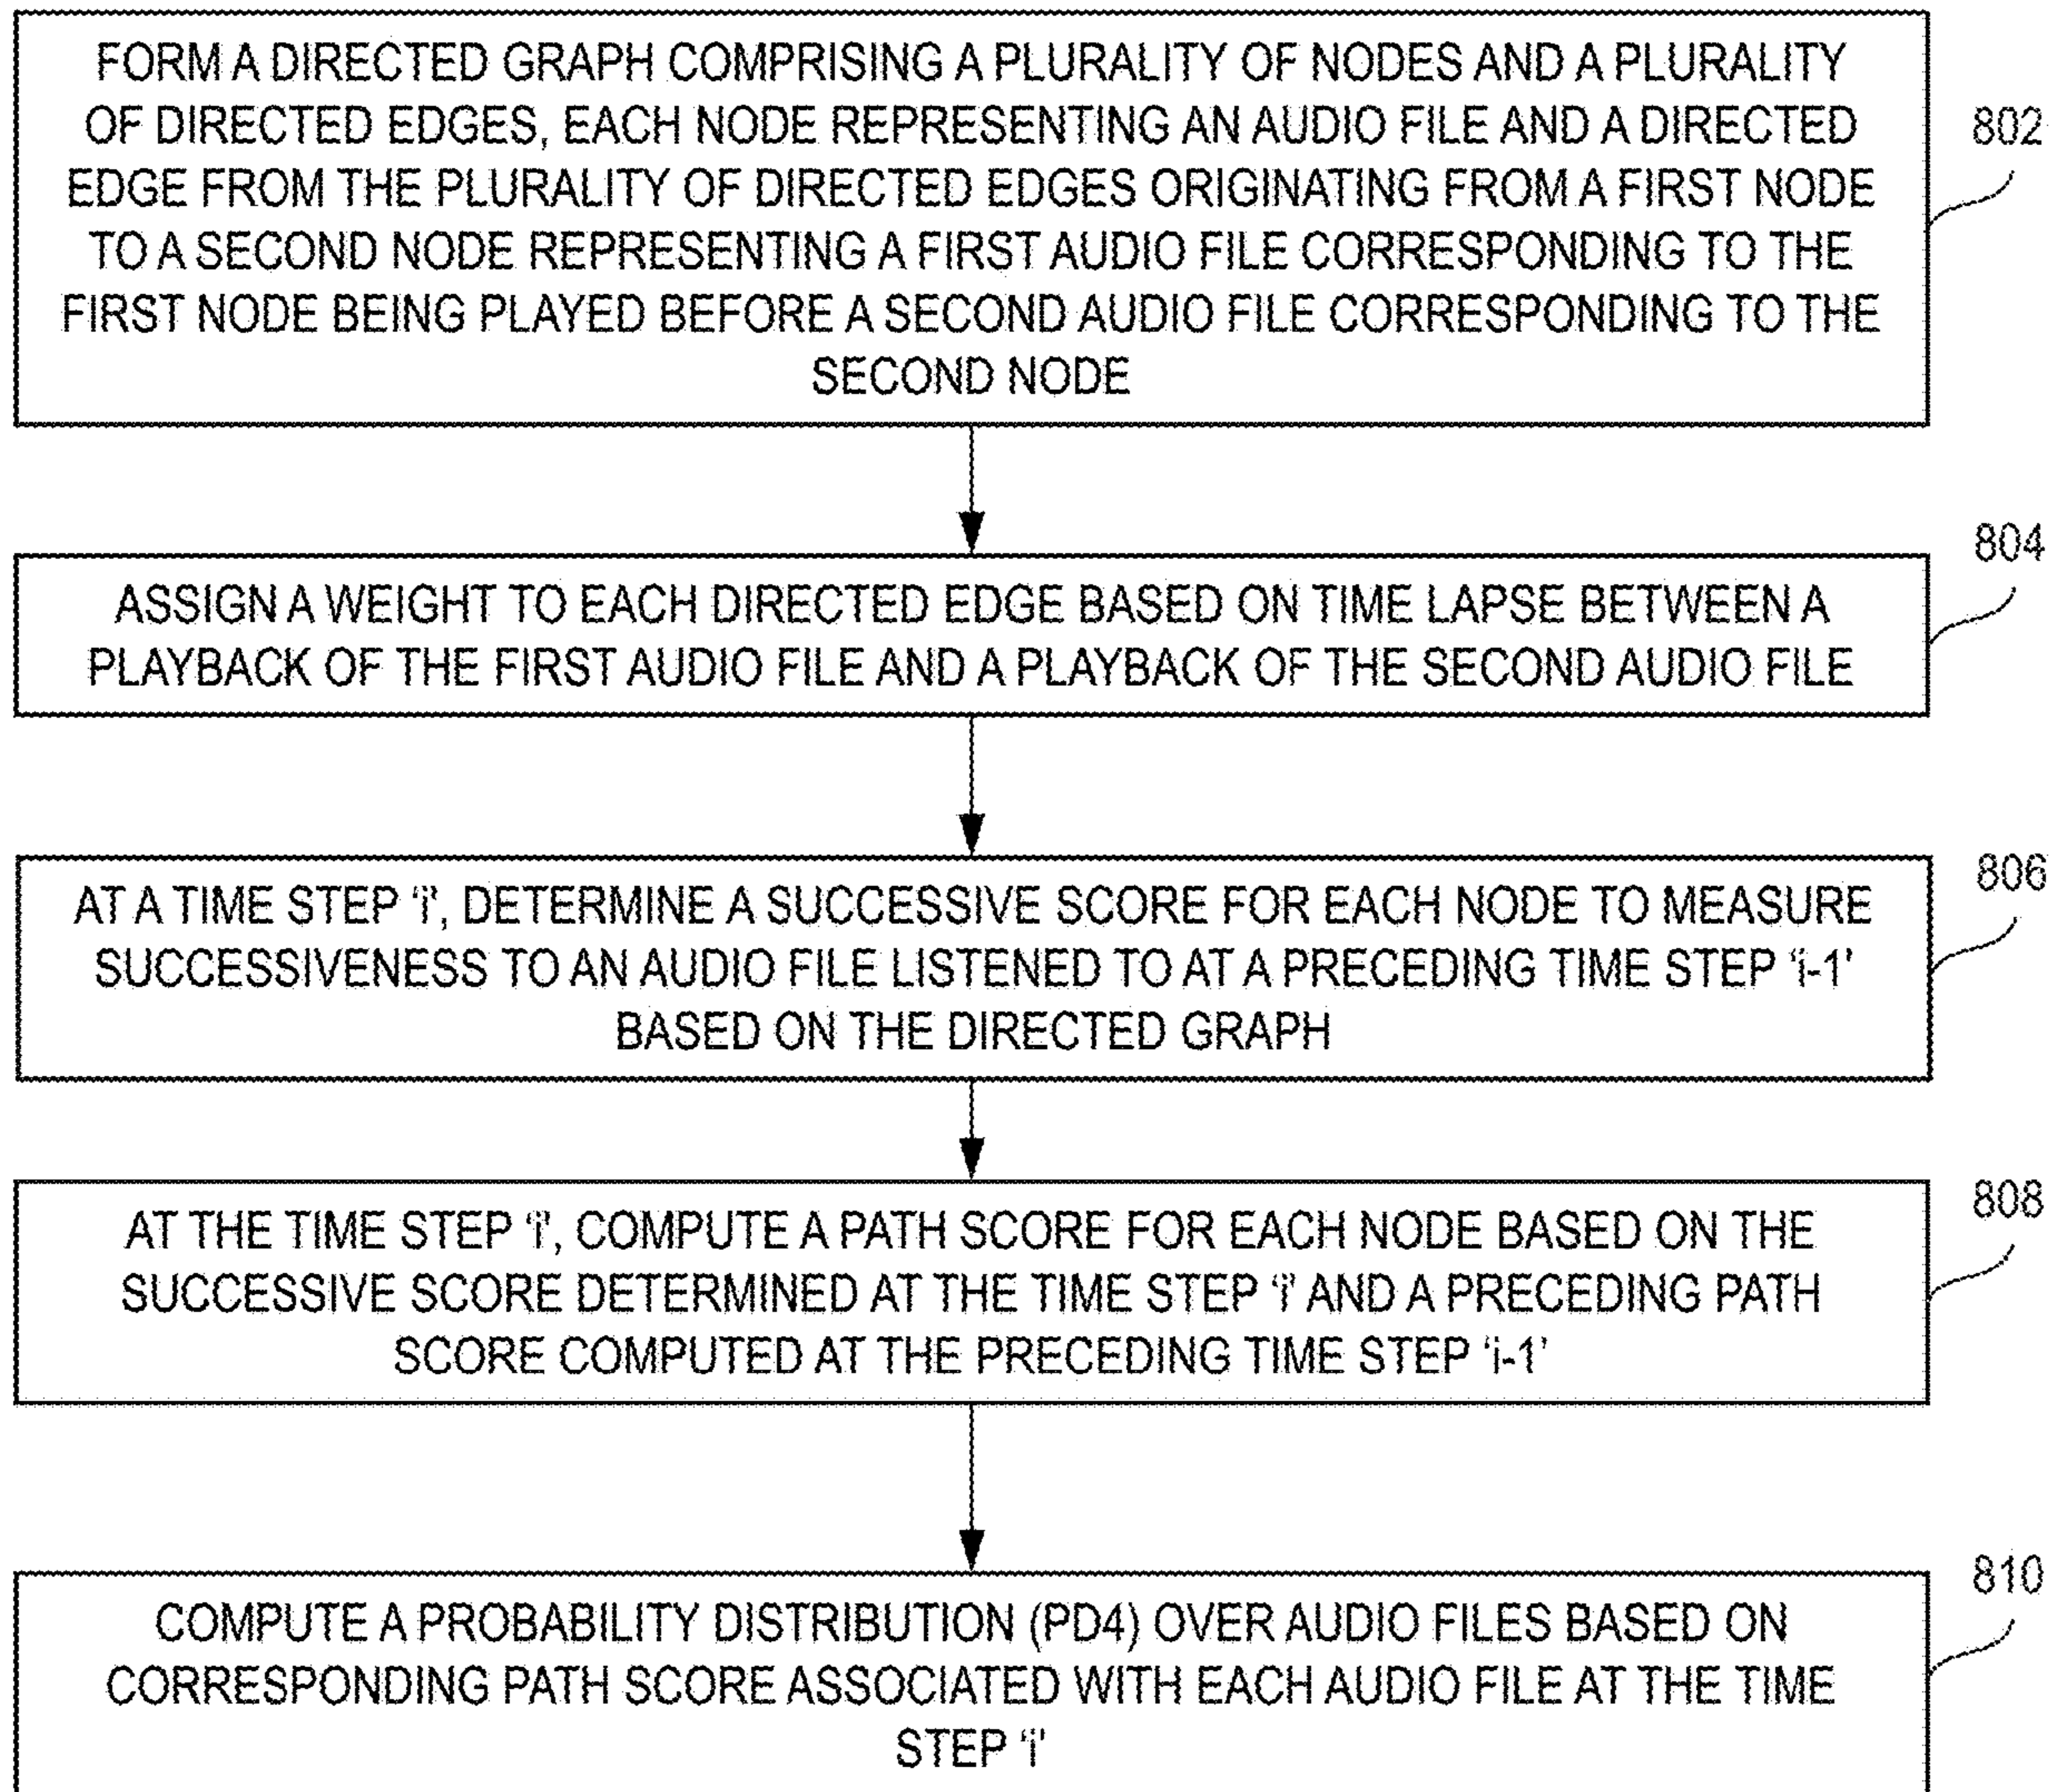 FORM A DIRECTED GRAPH COMPRISING A PLURALITY OF NODES AND A PLURALITY
OF DIRECTED EDGES, EACH NODE REPRESENTING AN AUDIO FILE AND A DIRECTED
EDGE FROM THE PLURALITY OF DIRECTED EDGES ORIGINATING FROM A FIRST NODE
TO A SECOND NODE REPRESENTING A FIRST AUDIO FILE CORRESPONDING TO THE
FIRST NODE BEING PLAYED BEFORE A SECOND AUDIO FILE CORRESPONDING TO THE
SECOND NODE
802
ASSIGN A WEIGHT TO EACH DIRECTED EDGE BASED ON TIME LAPSE BETWEEN A
PLAYBACK OF THE FIRST AUDIO FILE AND A PLAYBACK OF THE SECOND AUDIO FILE
804
AT A TIME STEP 'i', DETERMINE A SUCCESSIVE SCORE FOR EACH NODE TO MEASURE
SUCCESSIVENESS TO AN AUDIO FILE LISTENED TO AT A PRECEDING TIME STEP 'i-1'
BASED ON THE DIRECTED GRAPH
806
AT THE TIME STEP 'i', COMPUTE A PATH SCORE FOR EACH NODE BASED ON THE
SUCCESSIVE SCORE DETERMINED AT THE TIME STEP 'i' AND A PRECEDING PATH
SCORE COMPUTED AT THE PRECEDING TIME STEP 'i-1'
808
COMPUTE A PROBABILITY DISTRIBUTION (PD4) OVER AUDIO FILES BASED ON
CORRESPONDING PATH SCORE ASSOCIATED WITH EACH AUDIO FILE AT THE TIME
STEP 'i'
810